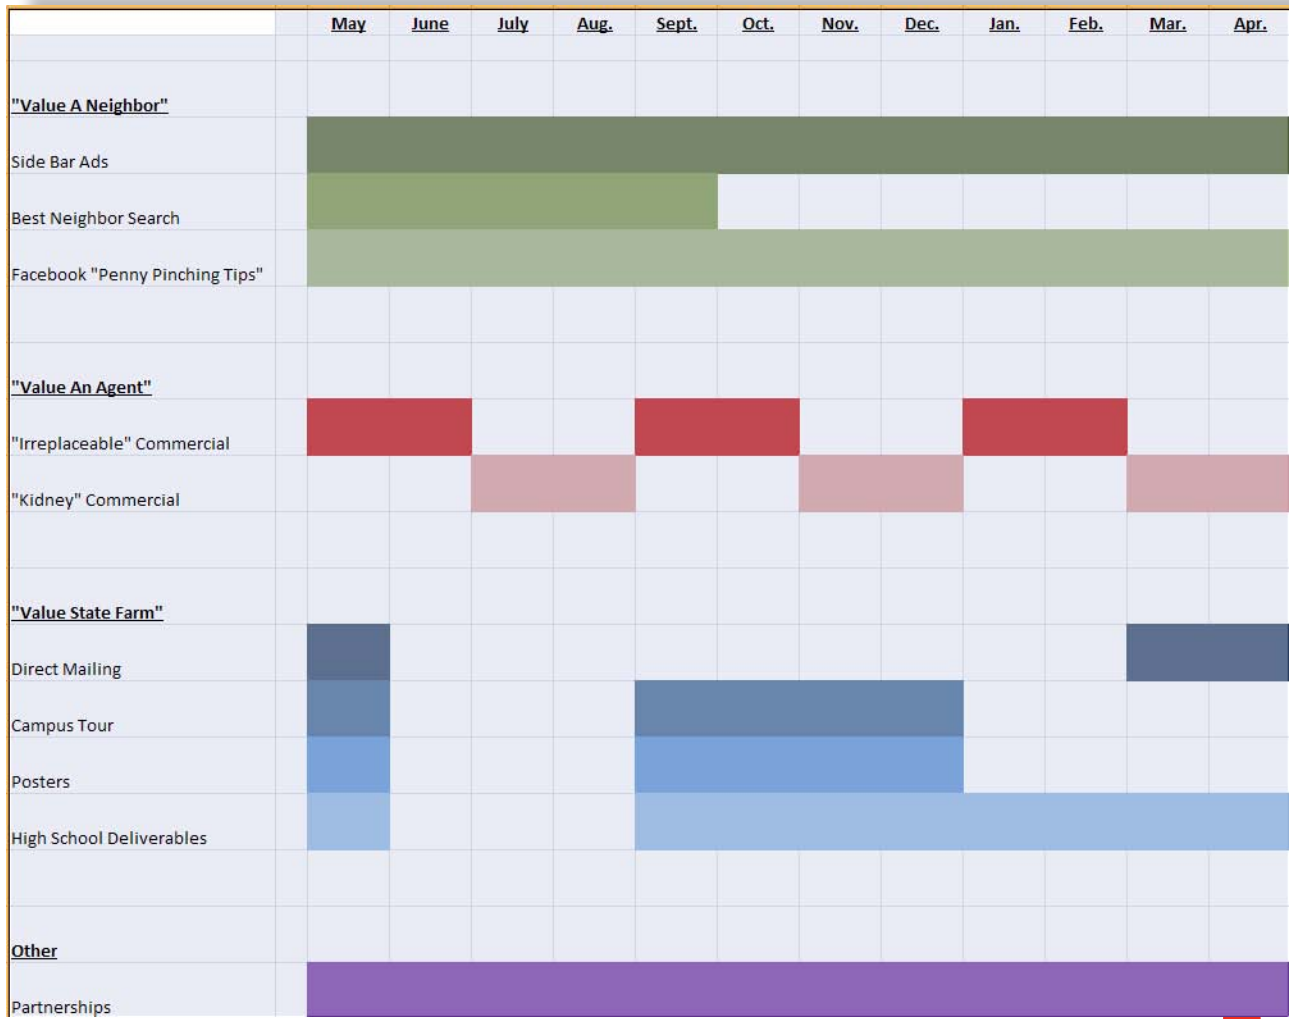 May June July Aug. Sept. Oct. Nov. Dec. Jan. Feb. Mar. Apr.
"Value A Neighbor"
Side Bar Ads
Best Neighbor Search
Facebook "Penny Pinching Tips"
"Value An Agent"
"Irreplaceable" Commercial
"Kidney" Commercial
"Value State Farm"
Direct Mailing
Campus Tour
Posters
High School Deliverables
Other
Partnerships